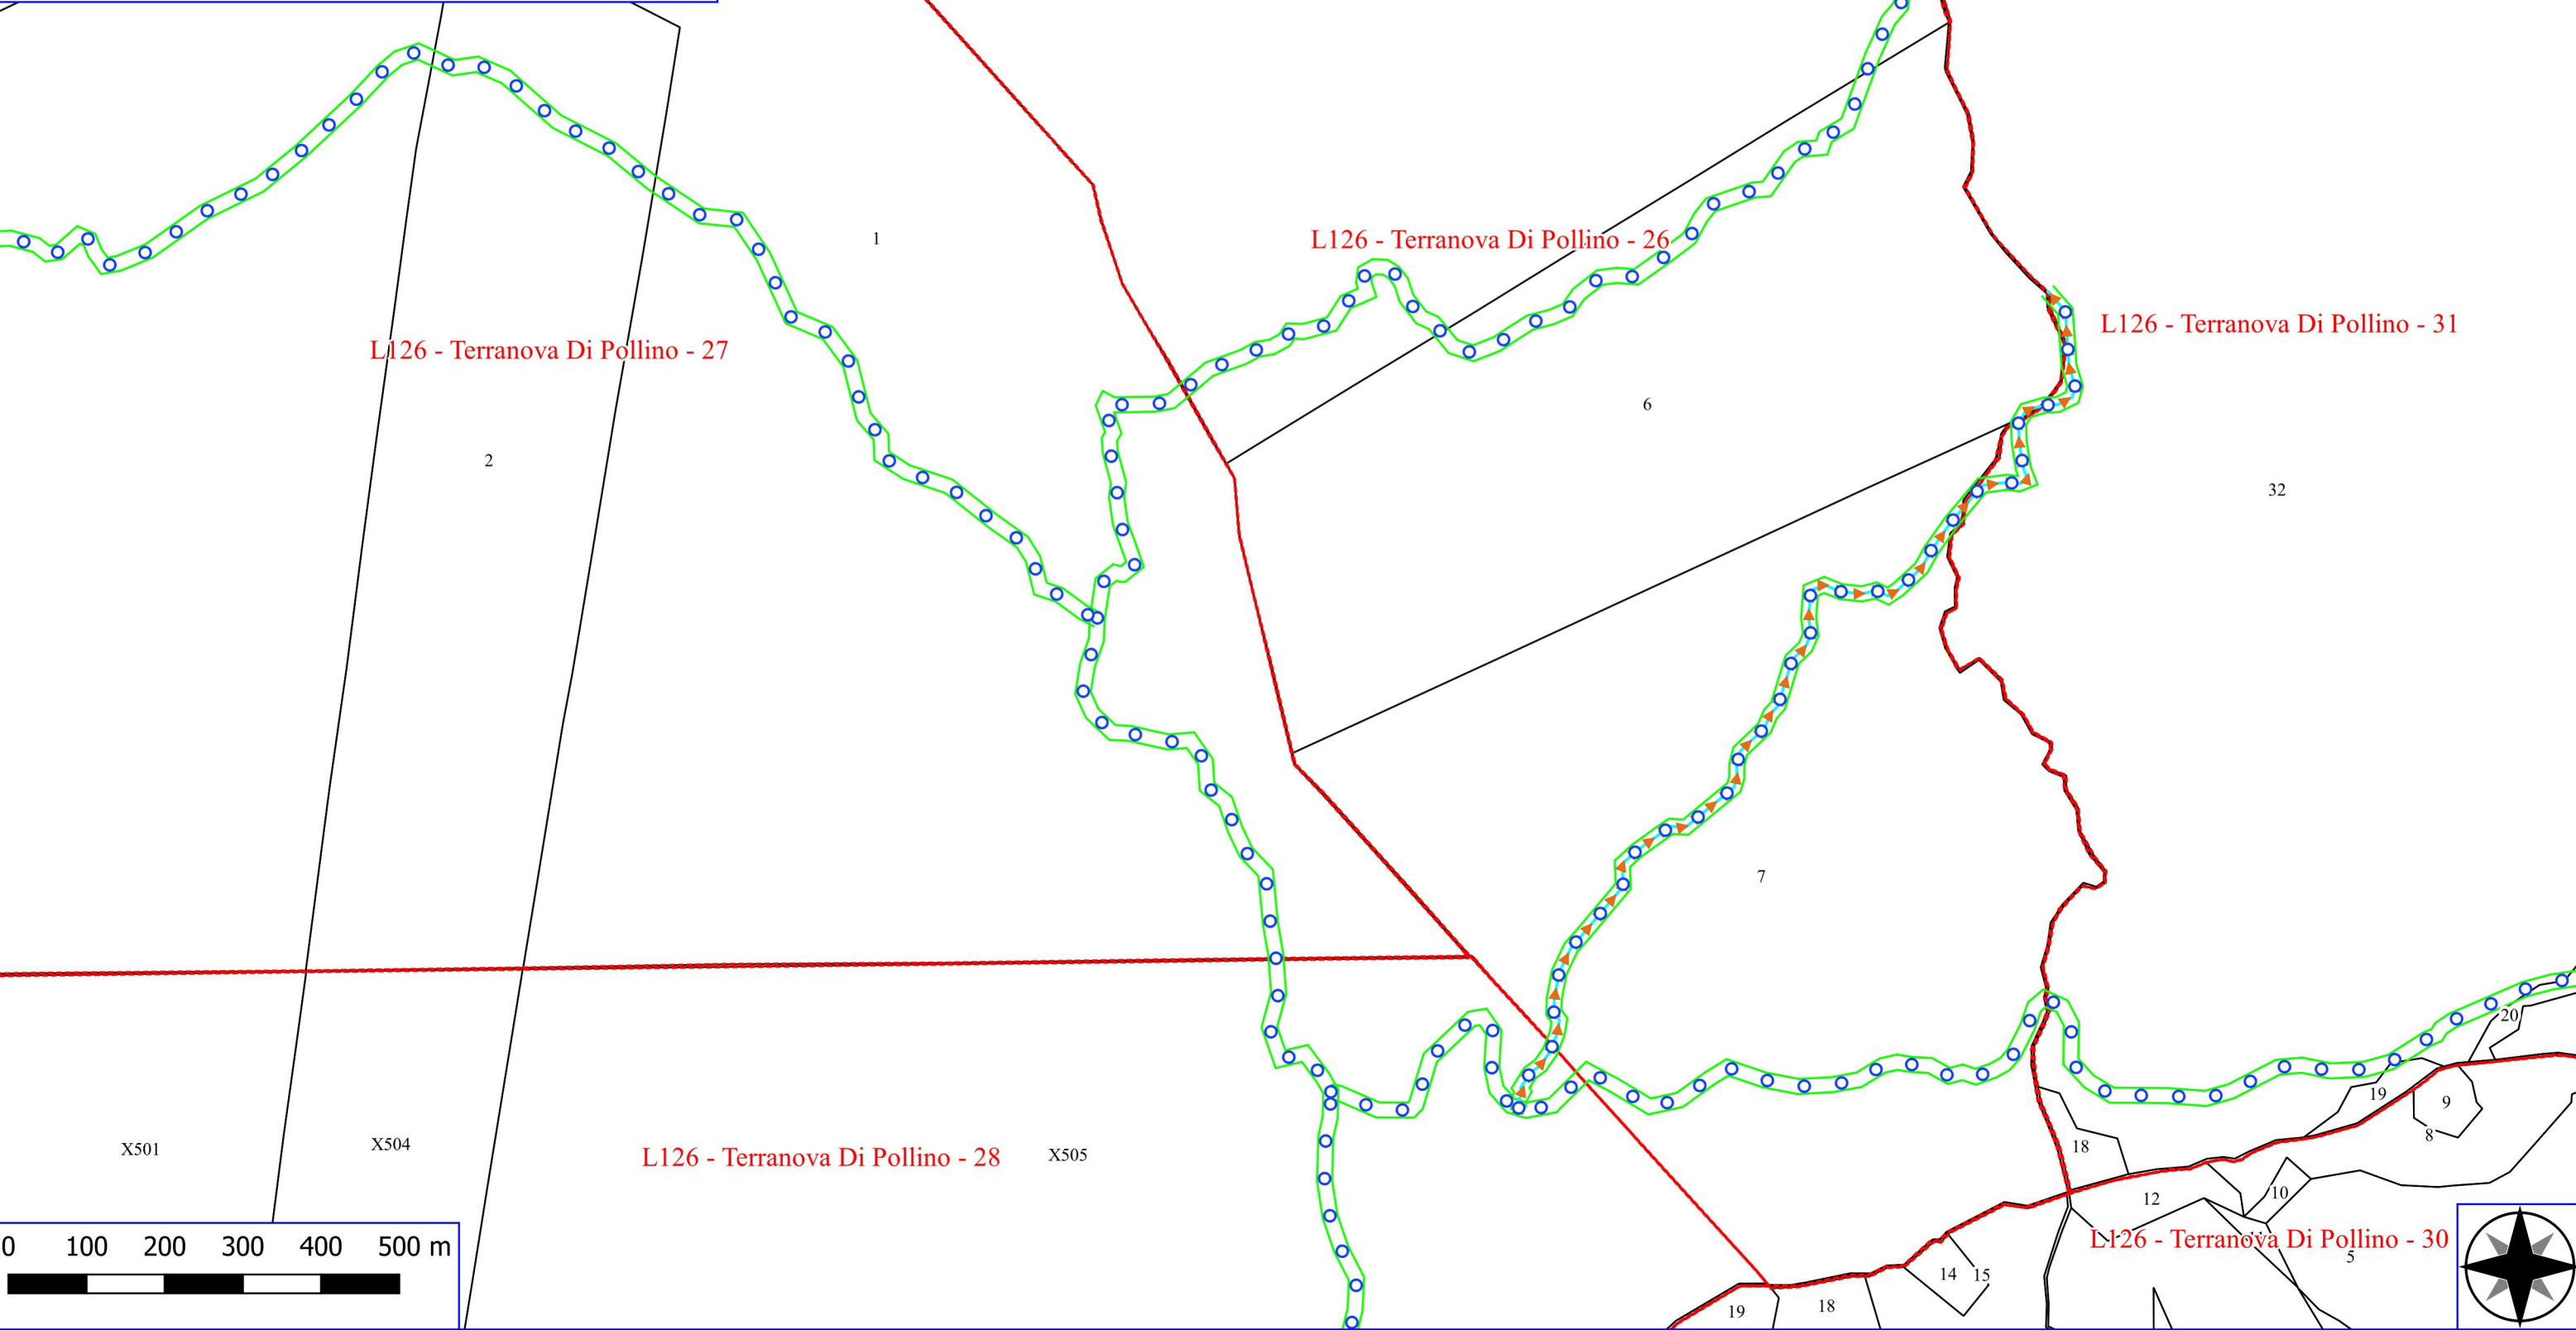 1
L126 - Terranova Di Pollino - 26
L126 - Terranova Di Pollino - 31
L126 - Terranova Di Pollino - 27
6
2
32
7
20
19
9
8
18
X501
X504
L126 - Terranova Di Pollino - 28
X505
10
12
L126 - Terranova Di Pollino - 30
5
0 100 200 300 400 500 m
14
15
19
18